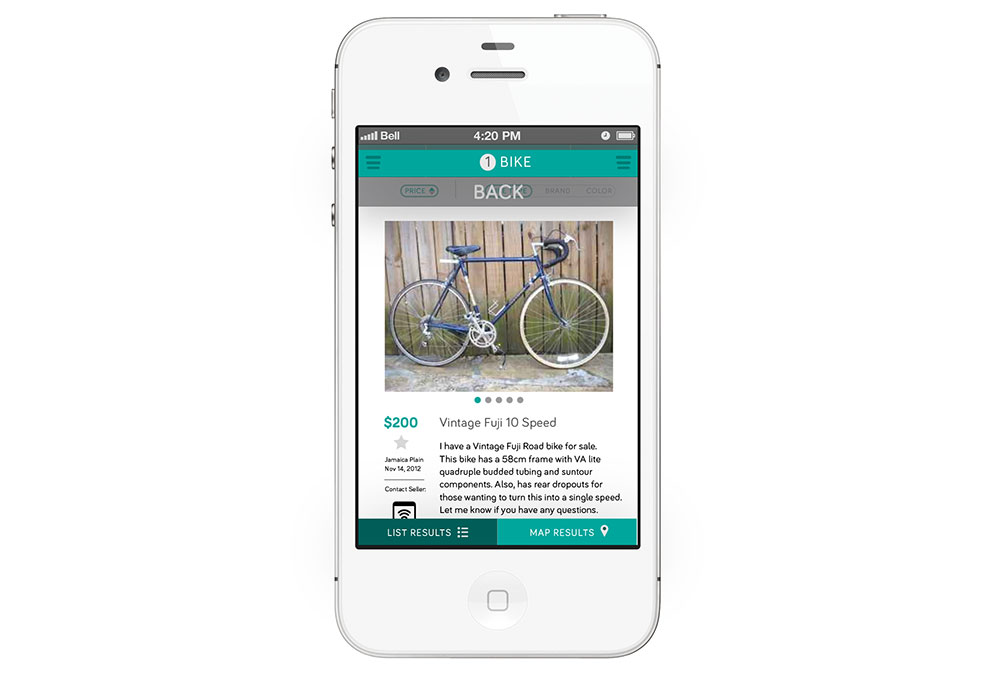 Bell 4:20 PM
1 BIKE
PRICE BACK BRAND COLOR
$200 Vintage Fuji 10 Speed
Jamaica Plain
Nov 14, 2012
Contact Seller:
I have a Vintage Fuji Road bike for sale.
This bike has a 58cm frame with VA lite
quadruple budded tubing and suntour
components. Also, has rear dropouts for
those wanting to turn this into a single speed.
Let me know if you have any questions.
LIST RESULTS MAP RESULTS